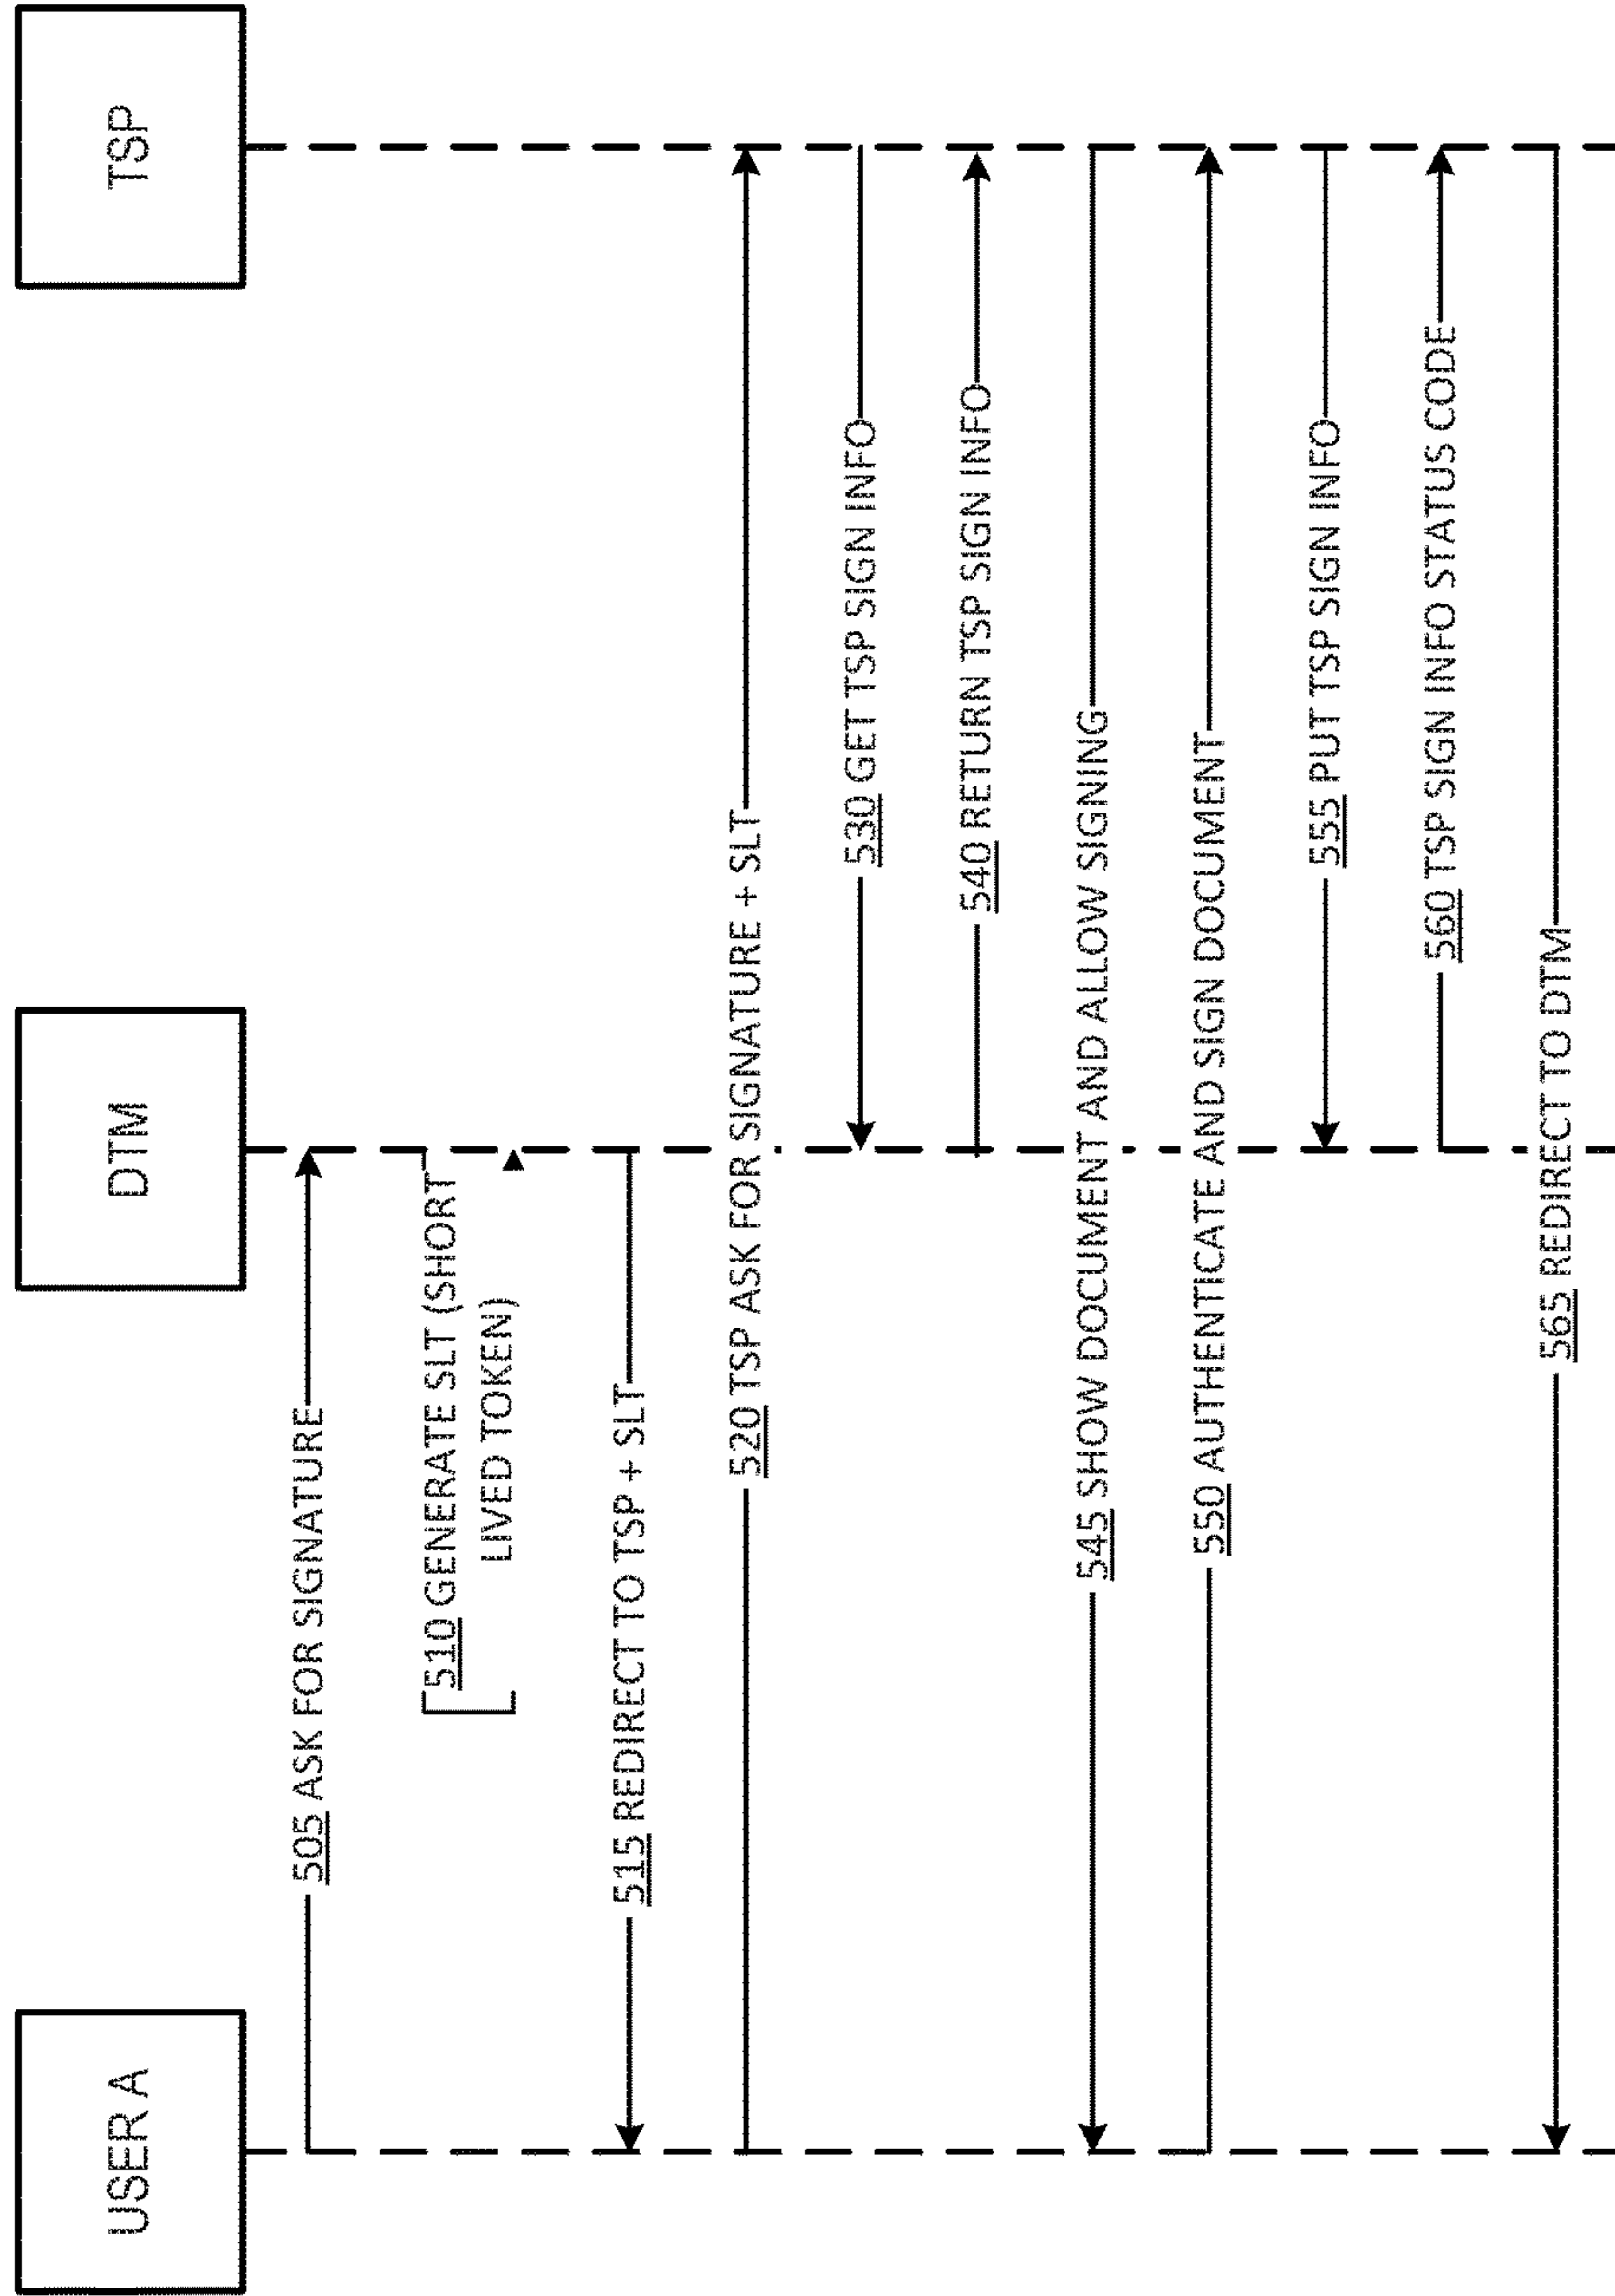 USER A
DTM
TSP
505 ASK FOR SIGNATURE
510 GENERATE SLT (SHORT
LIVED TOKEN)
515 REDIRECT TO TSP + SLT
520 TSP ASK FOR SIGNATURE + SLT
530 GET TSP SIGN INFO
540 RETURN TSP SIGN INFO
545 SHOW DOCUMENT AND ALLOW SIGNING
550 AUTHENTICATE AND SIGN DOCUMENT
555 PUT TSP SIGN INFO
560 TSP SIGN INFO STATUS CODE
565 REDIRECT TO DTM